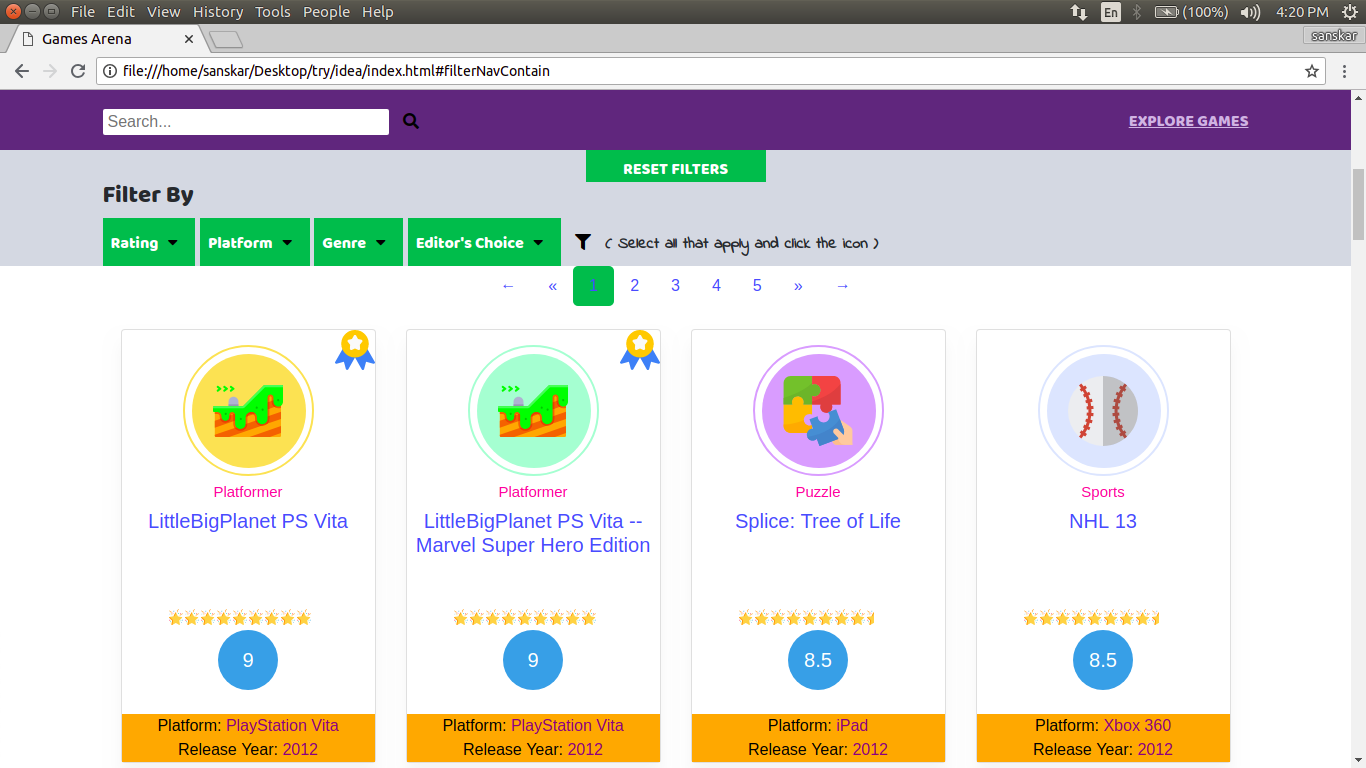 File Edit View History Tools People Help
En (100%) 4:20 PM
Games Arena
sanskar
file:///home/sanskar/Desktop/try/idea/index.html#filterNavContain
Search...
EXPLORE GAMES
RESET FILTERS
Filter By
Rating Platform Genre Editor's Choice ( Select all that apply and click the icon )
← « 1 2 3 4 5 » →
Platformer
LittleBigPlanet PS Vita
9
Platform: PlayStation Vita
Release Year: 2012
Platformer
LittleBigPlanet PS Vita --
Marvel Super Hero Edition
9
Platform: PlayStation Vita
Release Year: 2012
Puzzle
Splice: Tree of Life
8.5
Platform: iPad
Release Year: 2012
Sports
NHL 13
8.5
Platform: Xbox 360
Release Year: 2012